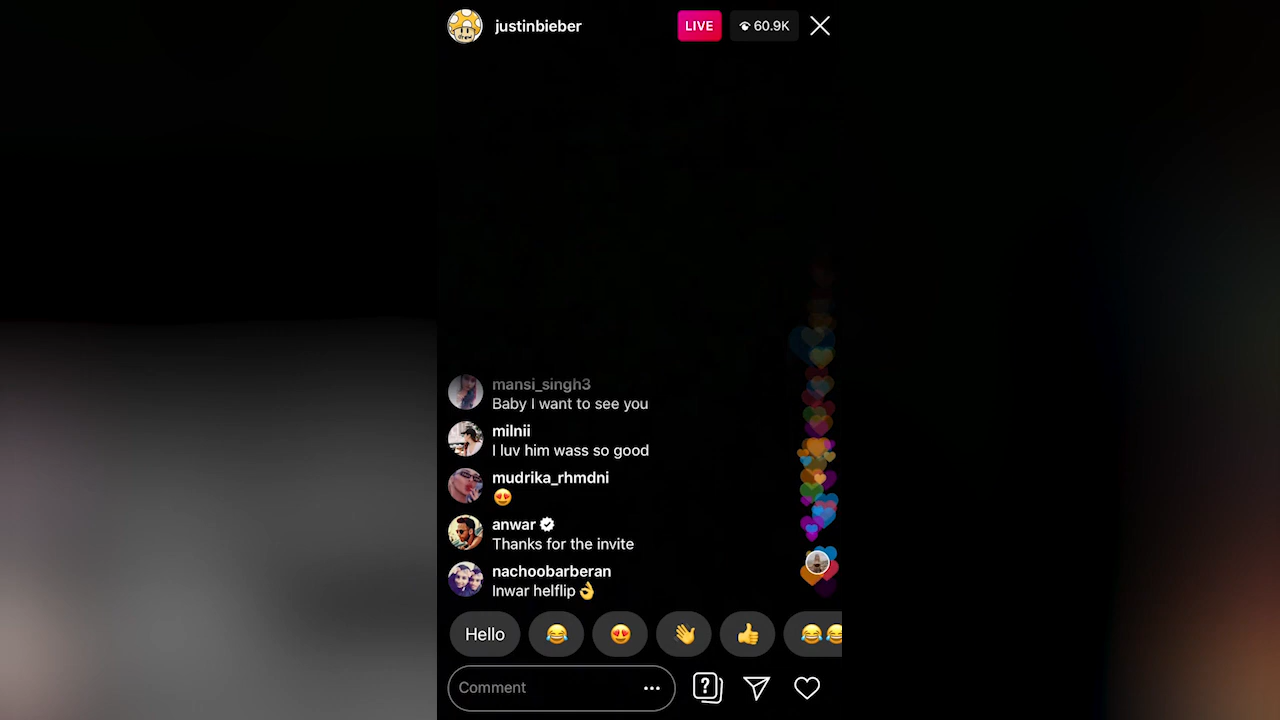 justinbieber
LIVE
60.9K
mansi_singh3
Baby I want to see you
milnii
I luv him wass so good
mudrika_rhmdni
😍
anwar
Thanks for the invite
nachoobarberan
Inwar helflip👌
Hello 😂 😍 👋 👍 😂😂
Comment